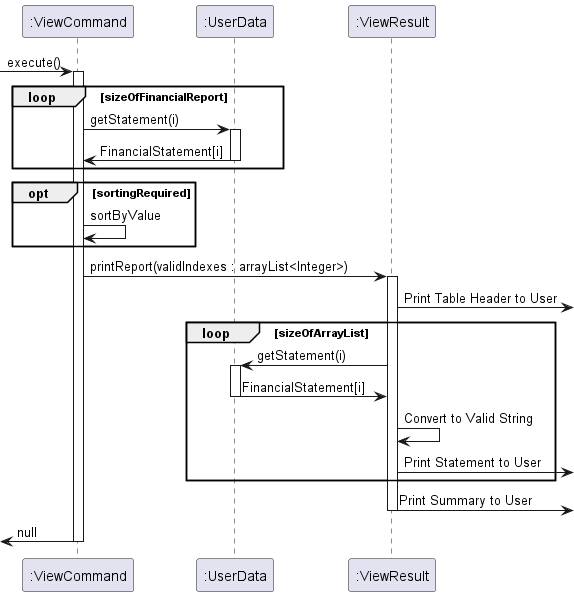 :ViewCommand :UserData :ViewResult
execute()
loop [sizeOfFinancialReport]
getStatement(i)
FinancialStatement[i]
opt [sortingRequired]
sortByValue
printReport(validIndexes : arrayList<Integer>)
Print Table Header to User
loop [sizeOfArrayList]
getStatement(i)
FinancialStatement[i]
Convert to Valid String
Print Statement to User
Print Summary to User
null
:ViewCommand :UserData :ViewResult